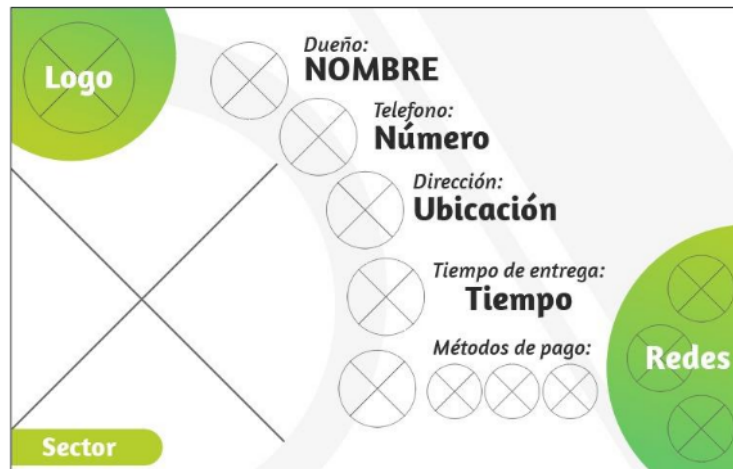 Logo
Dueño:
NOMBRE
Telefono:
Número
Dirección:
Ubicación
Tiempo de entrega:
Tiempo
Métodos de pago:
Redes
Sector